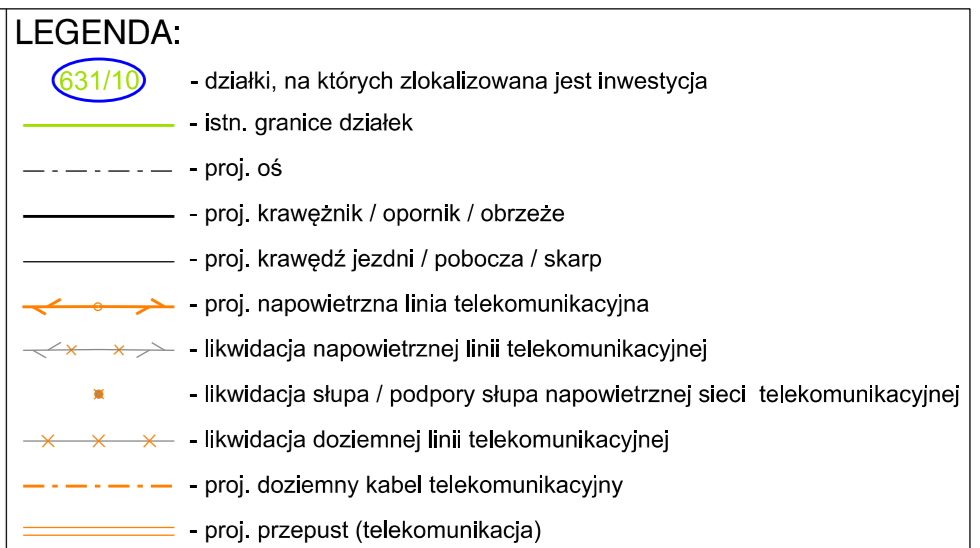 LEGENDA:
631/10 - działki, na których zlokalizowana jest inwestycja
- istn. granice działek
- proj. oś
- proj. krawężnik / opornik / obrzeże
- proj. krawędź jezdni / pobocza / skarp
- proj. napowietrzna linia telekomunikacyjna
- likwidacja napowietrznej linii telekomunikacyjnej
- likwidacja słupa / podpory słupa napowietrznej sieci telekomunikacyjnej
- likwidacja doziemnej linii telekomunikacyjnej
- proj. doziemny kabel telekomunikacyjny
- proj. przepust (telekomunikacja)